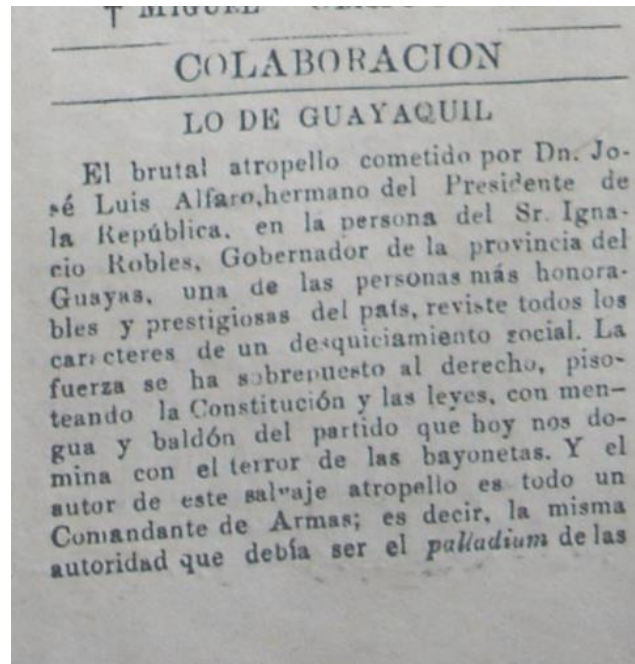 † MIGUEL
COLABORACION
LO DE GUAYAQUIL
El brutal atropello cometido por Dn. Jo-
sé Luis Alfaro, hermano del Presidente de
la República, en la persona del Sr. Igna-
cio Robles, Gobernador de la provincia del
Guayas, una de las personas más honora-
bles y prestigiosas del país, reviste todos los
caracteres de un desquiciamiento social. La
fuerza se ha sobrepuesto al derecho, piso-
teando la Constitución y las leyes, con men-
gua y baldón del partido que hoy nos do-
mina con el terror de las bayonetas. Y el
autor de este salvaje atropello es todo un
Comandante de Armas; es decir, la misma
autoridad que debía ser el palladium de las